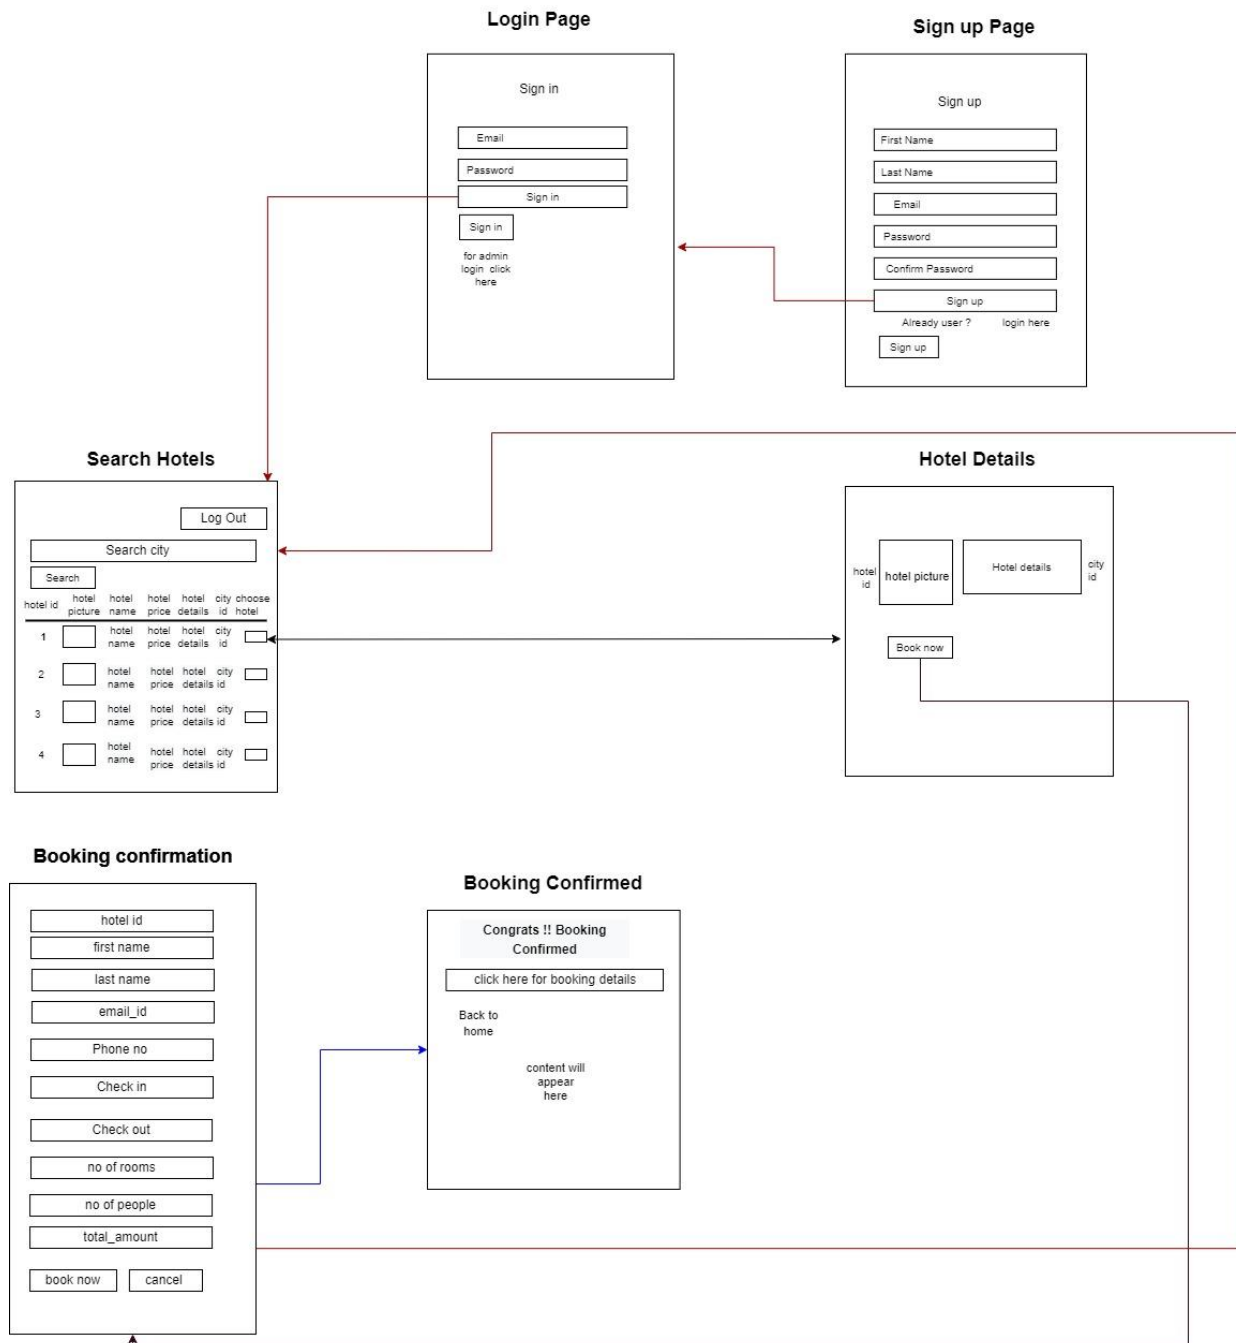 Login Page
Sign in
Email
Password
Sign in
Sign in
for admin
login click
here
Sign up Page
Sign up
First Name
Last Name
Email
Password
Confirm Password
Sign up
Already user ? login here
Sign up
Search Hotels
Log Out
Search city
Search
hotel id hotel picture hotel name hotel price hotel details city id choose hotel
1 hotel name hotel price hotel details city id
2 hotel name hotel price hotel details city id
3 hotel name hotel price hotel details city id
4 hotel name hotel price hotel details city id
Hotel Details
hotel
id
hotel picture
Hotel details
city
id
Book now
Booking confirmation
hotel id
first name
last name
email_id
Phone no
Check in
Check out
no of rooms
no of people
total_amount
book now cancel
Booking Confirmed
Congrats !! Booking
Confirmed
click here for booking details
Back to
home
content will
appear
here